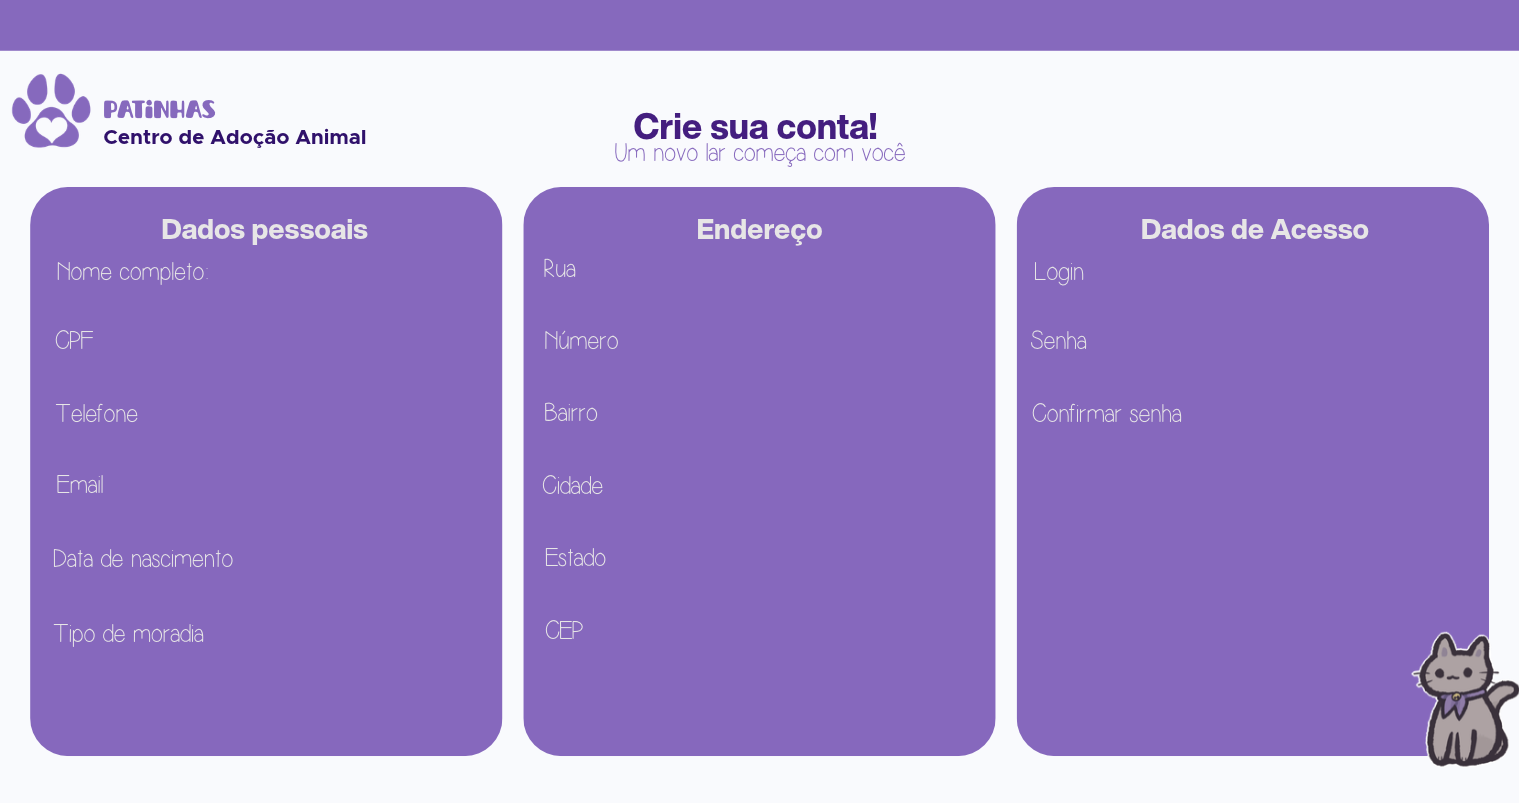 PATiNHAS
Centro de Adoção Animal
Crie sua conta!
Um novo lar começa com você
Dados pessoais
Nome completo:
CPF
Telefone
Email
Data de nascimento
Tipo de moradia
Endereço
Rua
Número
Bairro
Cidade
Estado
CEP
Dados de Acesso
Login
Senha
Confirmar senha